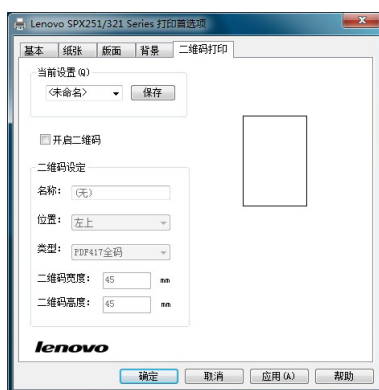 Lenovo SPX251/321 Series 打印首选项
基本 纸张 版面 背景 二维码打印
当前设置(Q)
<未命名> 保存
开启二维码
二维码设定
名称: (无)
位置: 左上
类型: PDF417全码
二维码宽度: 45 mm
二维码高度: 45 mm
lenovo
确定 取消 应用(A) 帮助